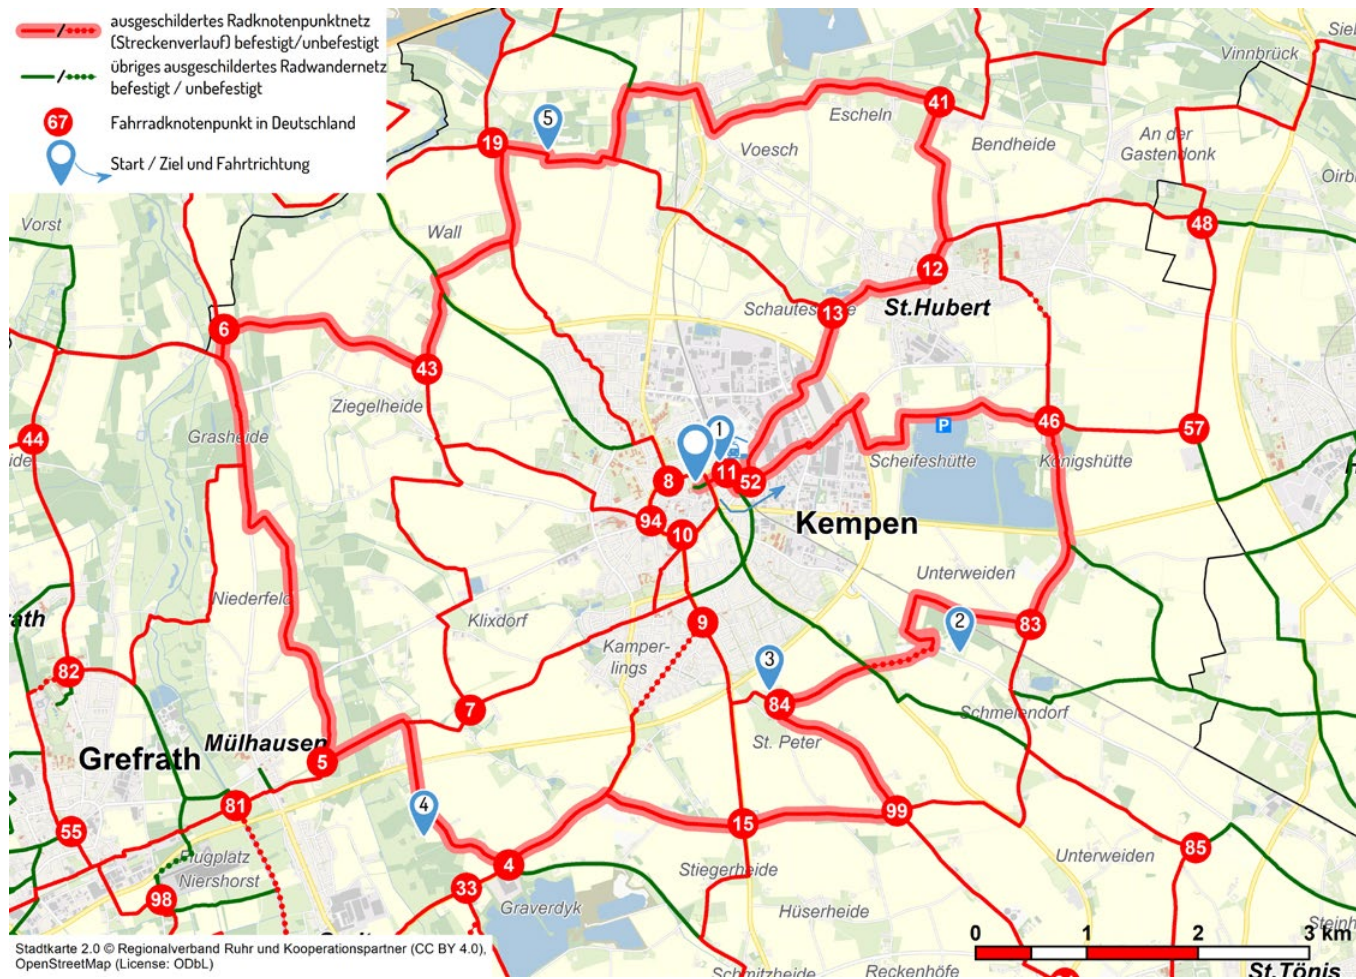 ausgeschildertes Radknotenpunktnetz
(Streckenverlauf) befestigt/unbefestigt
übriges ausgeschildertes Radwandernetz
befestigt / unbefestigt
67 Fahrradknotenpunkt in Deutschland
Start / Ziel und Fahrtrichtung
Vinnbrück
Escheln
41
5
19
Voesch
Bendheide
An der
Gastendonk
Vorst
Wall
48
12
St.Hubert
13
6
43
Ziegelheide
44
Grasheide
P
46
57
1
Scheifeshütte
Königshütte
8
11
52
94
10
Kempen
Unterweiden
Niederfeld
Klixdorf
9
2
83
Kamper-
lings
3
82
84
7
Schmelendorf
St. Peter
Grefrath
Mülhausen
5
81
4
99
15
55
85
Unterweiden
Flugplatz
Niershorst
4
Stiegerheide
33
98
Graverdyk
Hüserheide
0 1 2 3 km
Stadtkarte 2.0 © Regionalverband Ruhr und Kooperationspartner (CC BY 4.0),
OpenStreetMap (License: ODbL)
Schmitzheide
Reckenhöfe
St.Tönis